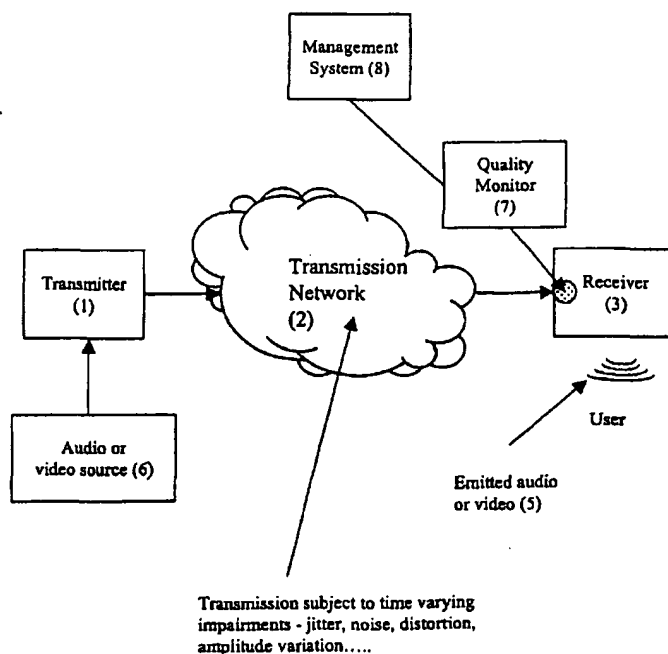 Management
System (8)
Quality
Monitor
(7)
Transmitter
(1)
Transmission
Network
(2)
Receiver
(3)
Audio or
video source (6)
User
Emitted audio
or video (5)
Transmission subject to time varying
impairments - jitter, noise, distortion,
amplitude variation.....